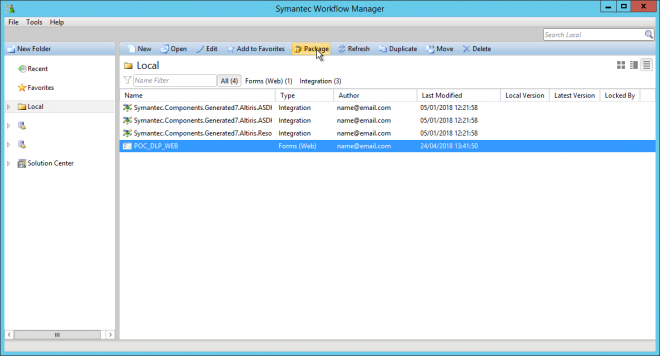 Symantec Workflow Manager
File Tools Help
Search Local
New Folder
New Open Edit Add to Favorites Package Refresh Duplicate Move Delete
Recent
Favorites
Local
Solution Center
Local
Name Filter All (4) Forms (Web) (1) Integration (3)
Name Type Author Last Modified Local Version Latest Version Locked By
Symantec.Components.Generated7.Altiris.ASDK Integration name@email.com 05/01/2018 12:21:58
Symantec.Components.Generated7.Altiris.ASDK Integration name@email.com 05/01/2018 12:21:58
Symantec.Components.Generated7.Altiris.Reso Integration name@email.com 05/01/2018 12:21:58
POC_DLP_WEB Forms (Web) name@email.com 24/04/2018 13:41:50